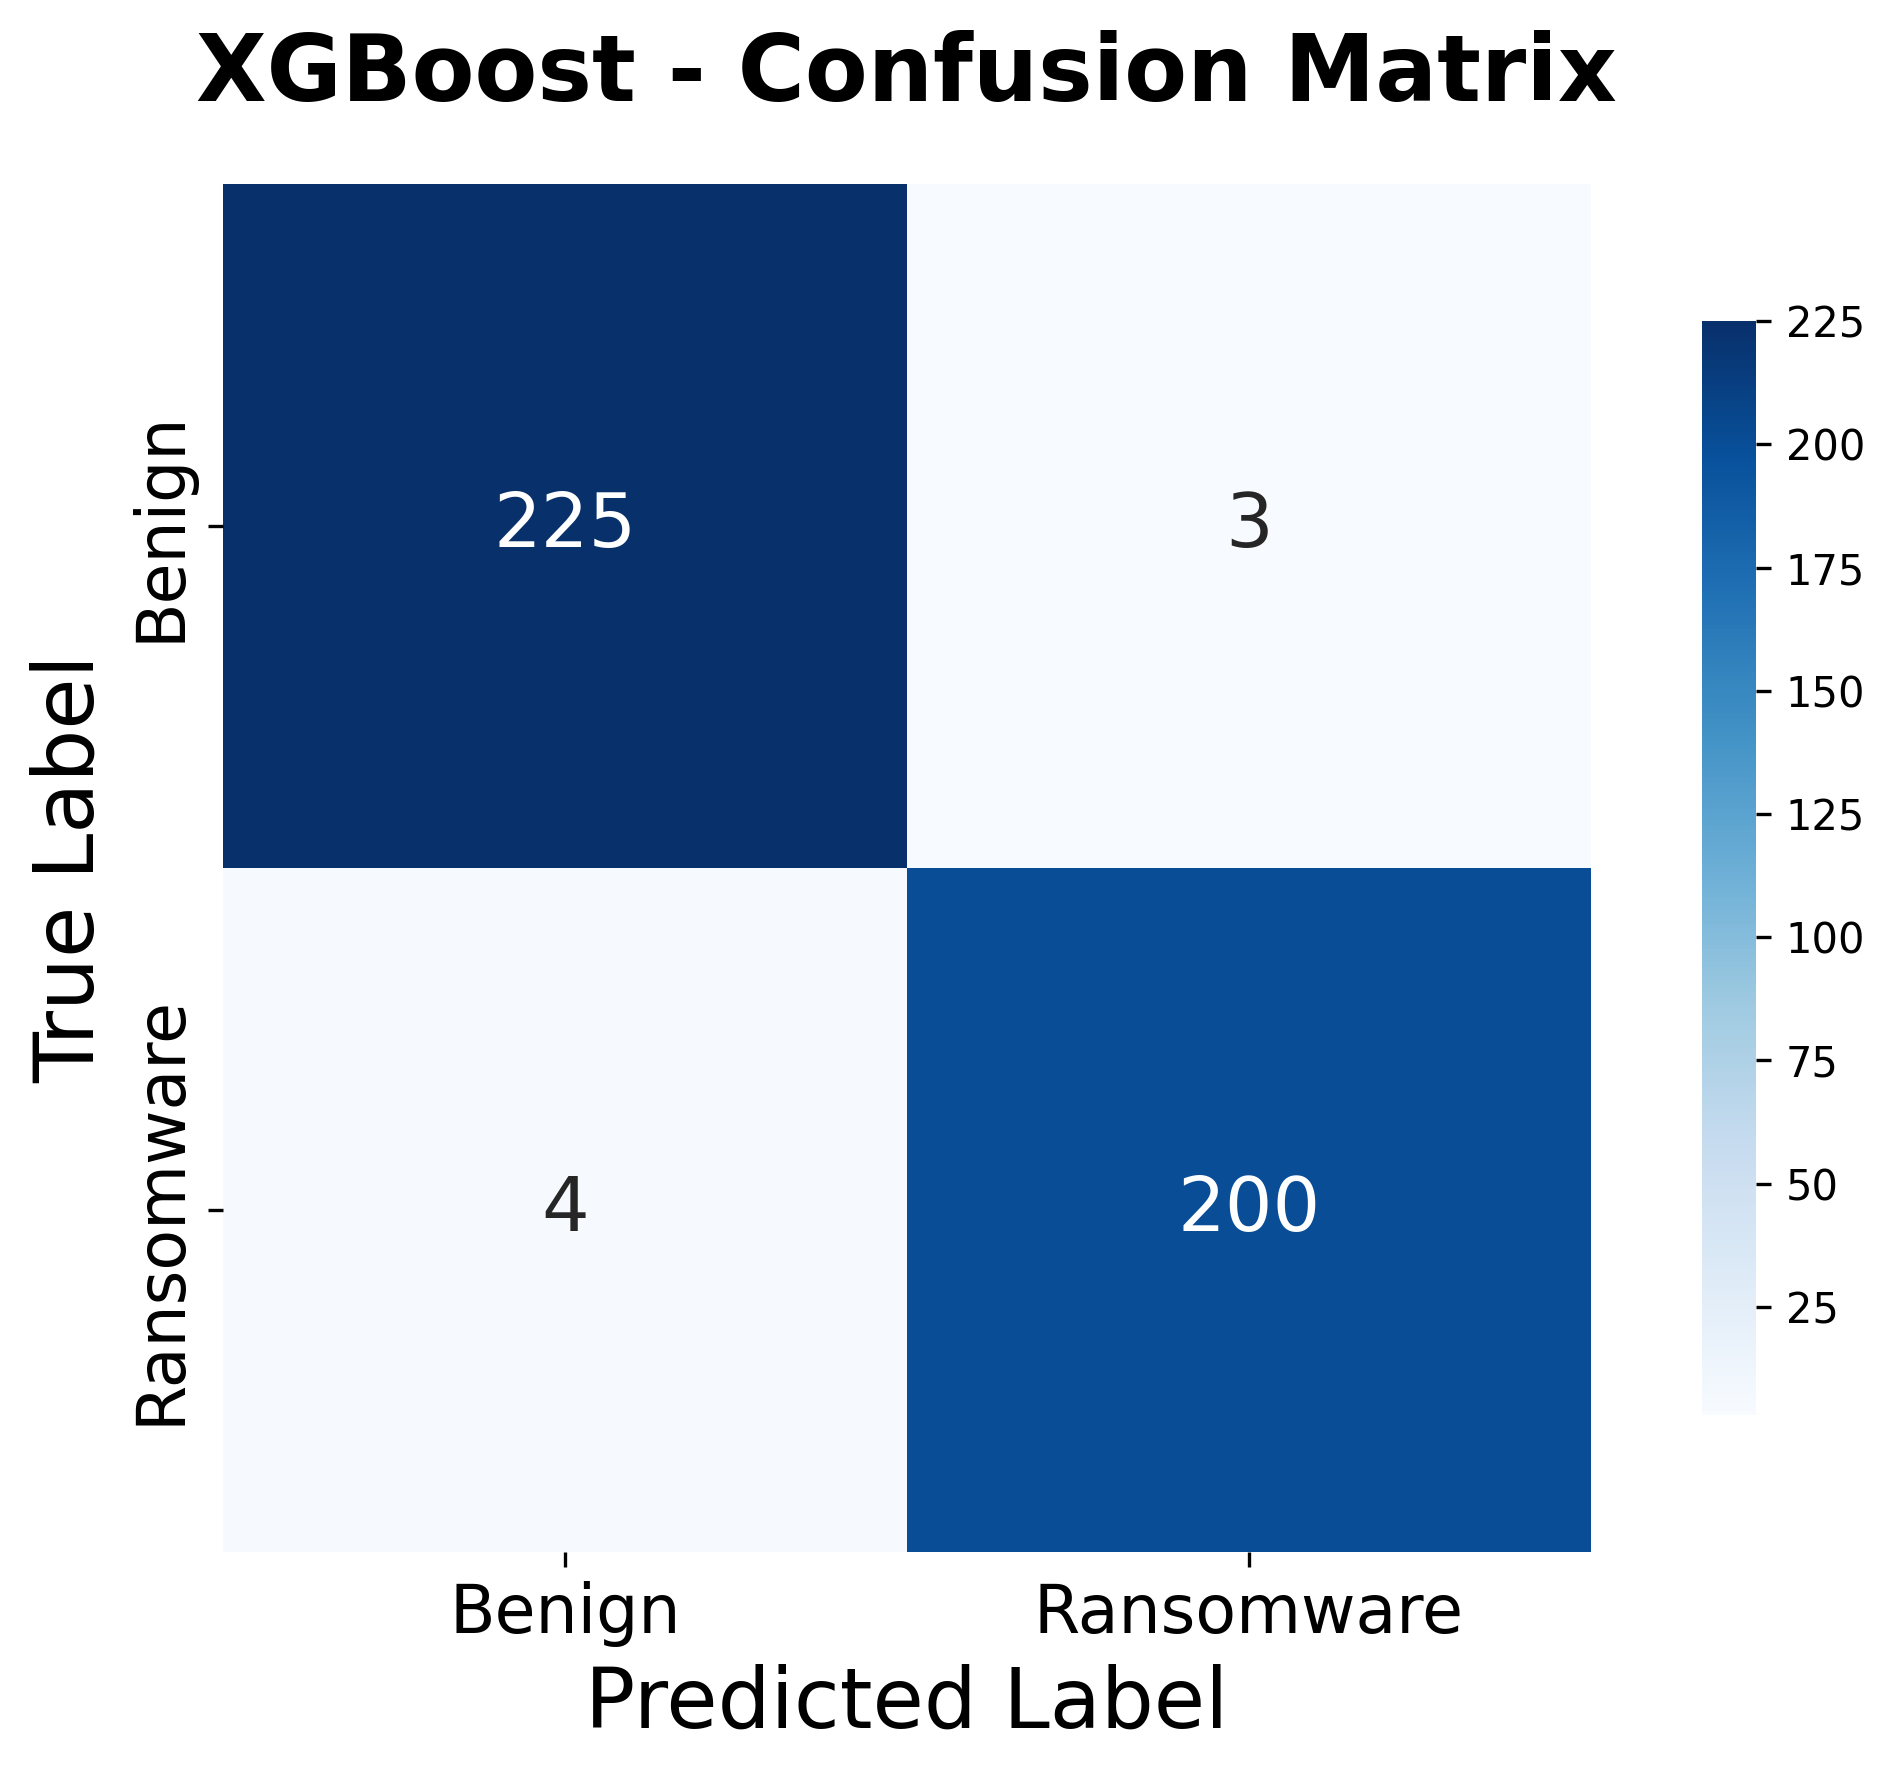 XGBoost - Confusion Matrix
True Label
Benign
225
3
Ransomware
4
200
Benign
Ransomware
Predicted Label
225
200
175
150
125
100
75
50
25